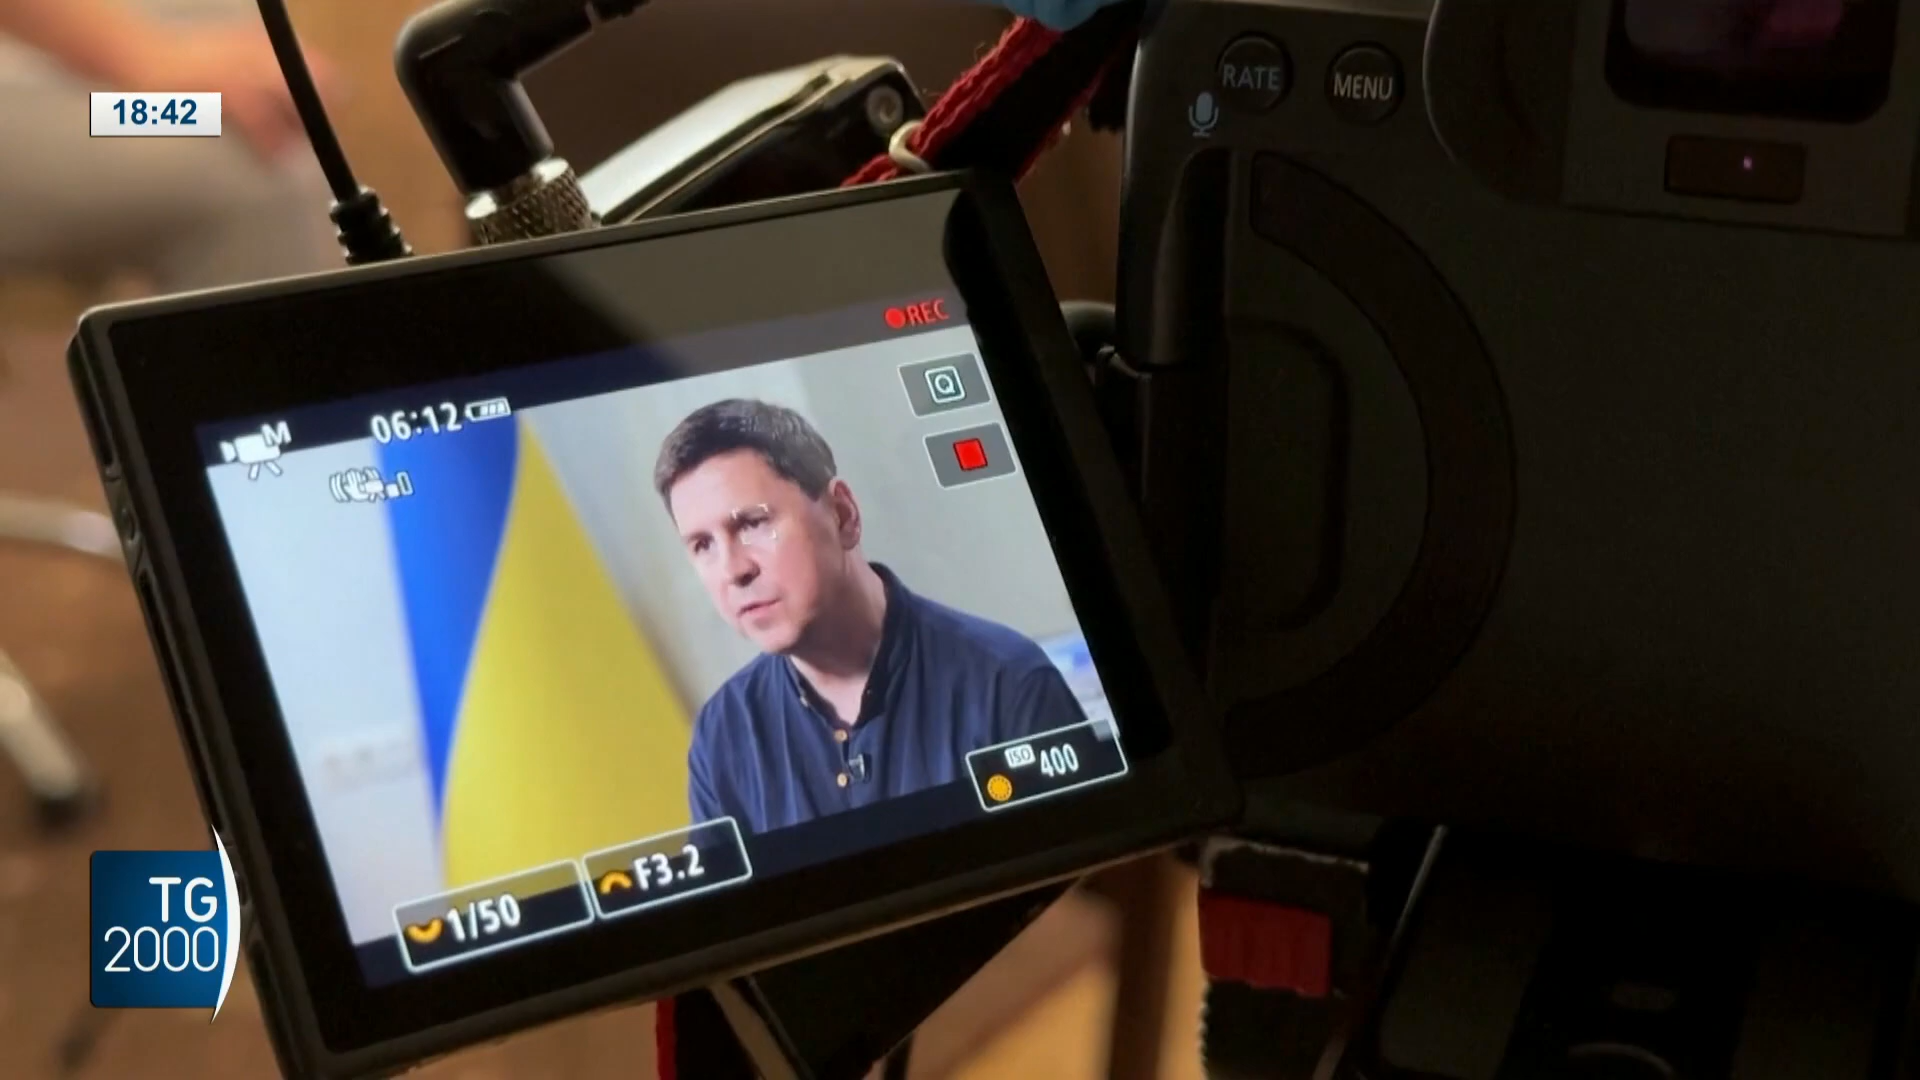 18:42
RATE
MENU
REC
Q
M
06:12
ISO 400
F3.2
1/50
TG
2000